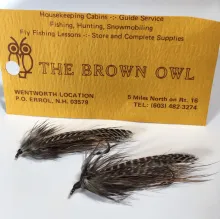 Housekeeping Cabins -:- Guide Service
Fishing, Hunting, Snowmobiling
Fly Fishing Lessons -:- Store and Complete Supplies
THE BROWN OWL
WENTWORTH LOCATION
P.O. ERROL, N.H. 03579
5 Miles North on Rt. 16
TEL: (603) 482-3274